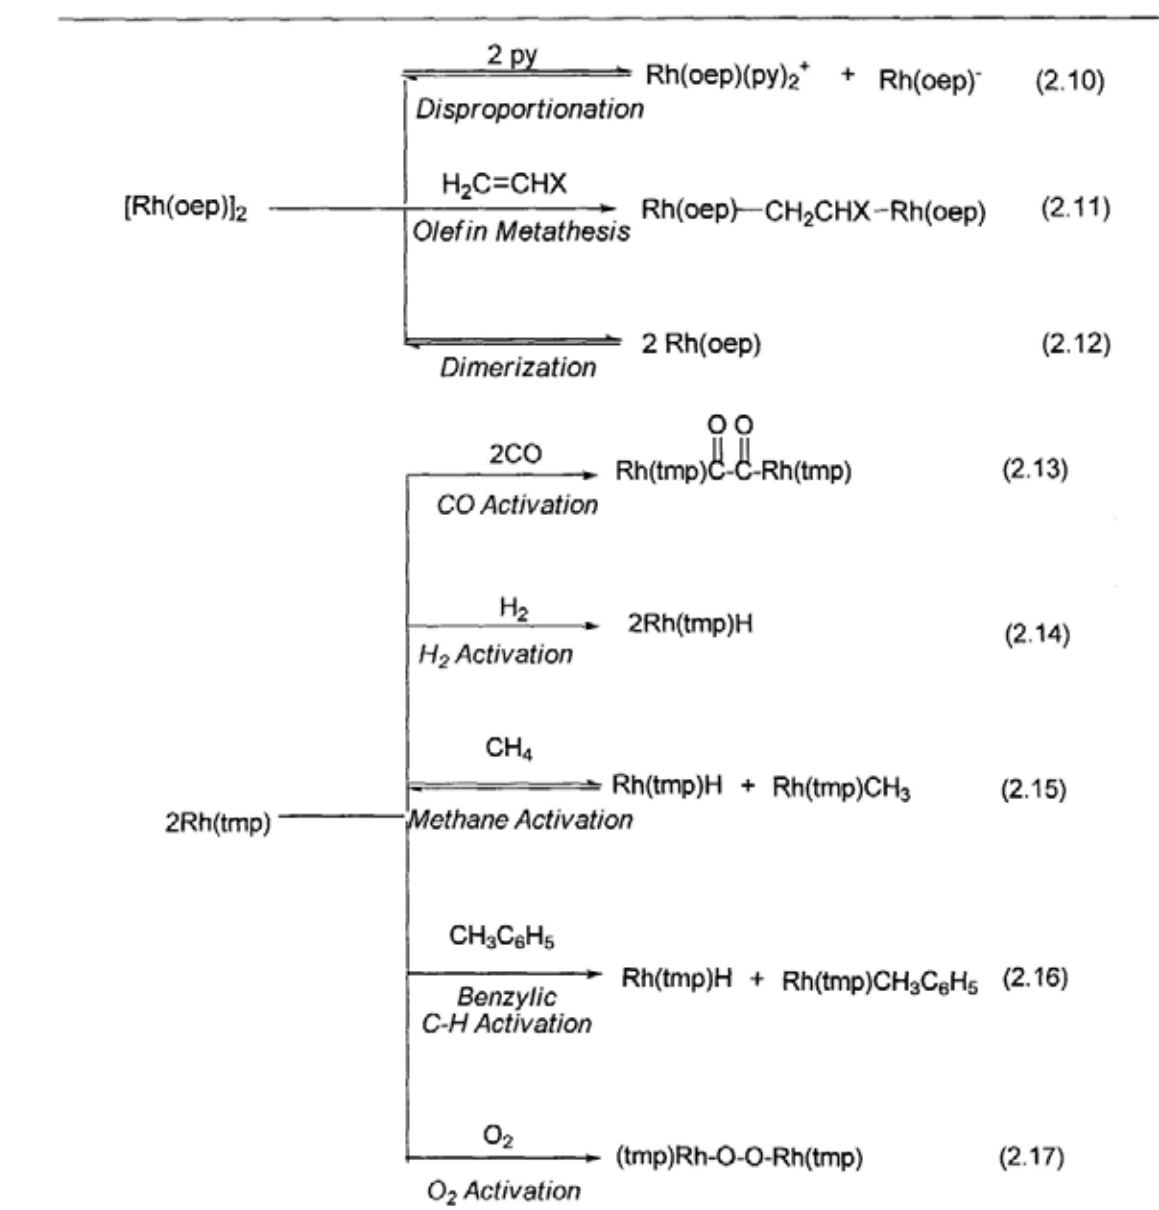 2 py
Rh(oep)(py)₂⁺ + Rh(oep)⁻ (2.10)
Disproportionation
H₂C=CHX
[Rh(oep)]₂ Rh(oep)—CH₂CHX–Rh(oep) (2.11)
Olefin Metathesis
2 Rh(oep) (2.12)
Dimerization
O O
2CO
Rh(tmp)C-C-Rh(tmp) (2.13)
CO Activation
H₂
2Rh(tmp)H (2.14)
H₂ Activation
CH₄
Rh(tmp)H + Rh(tmp)CH₃ (2.15)
2Rh(tmp) Methane Activation
CH₃C₆H₅
Rh(tmp)H + Rh(tmp)CH₃C₆H₅ (2.16)
Benzylic
C-H Activation
O₂
(tmp)Rh-O-O-Rh(tmp) (2.17)
O₂ Activation